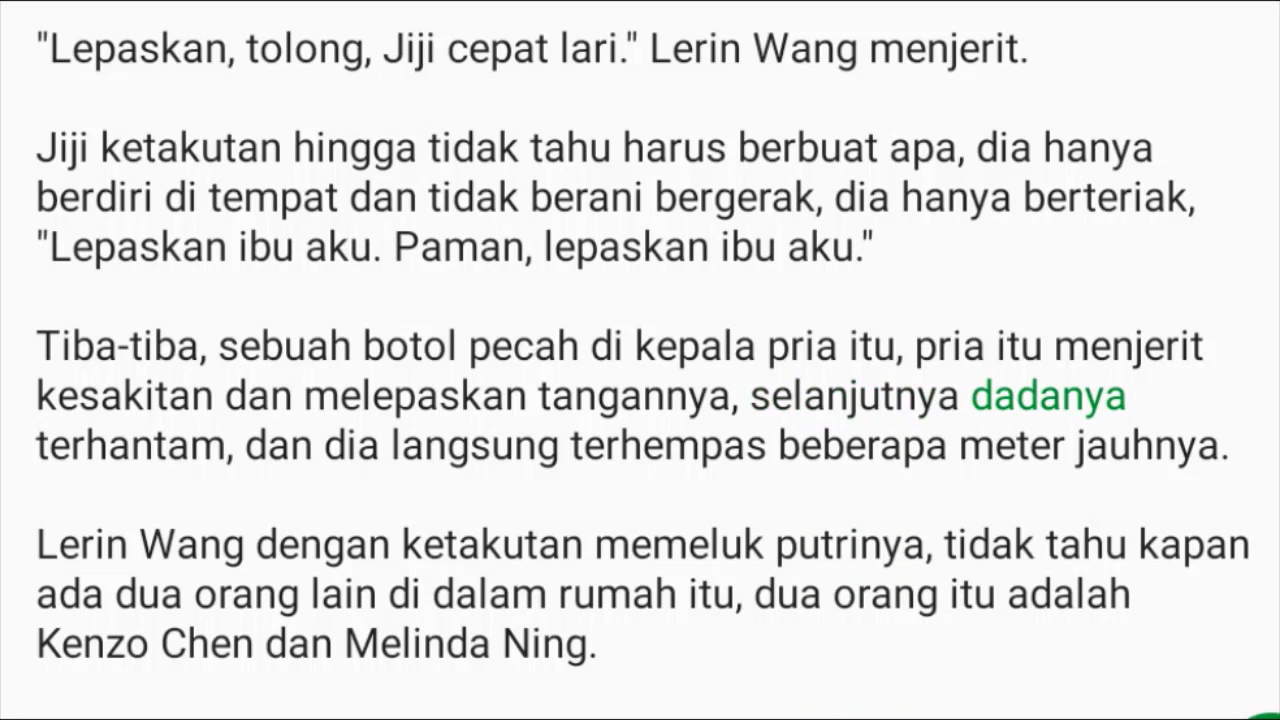 "Lepaskan, tolong, Jiji cepat lari." Lerin Wang menjerit.
Jiji ketakutan hingga tidak tahu harus berbuat apa, dia hanya
berdiri di tempat dan tidak berani bergerak, dia hanya berteriak,
"Lepaskan ibu aku. Paman, lepaskan ibu aku."
Tiba-tiba, sebuah botol pecah di kepala pria itu, pria itu menjerit
kesakitan dan melepaskan tangannya, selanjutnya dadanya
terhantam, dan dia langsung terhempas beberapa meter jauhnya.
Lerin Wang dengan ketakutan memeluk putrinya, tidak tahu kapan
ada dua orang lain di dalam rumah itu, dua orang itu adalah
Kenzo Chen dan Melinda Ning.